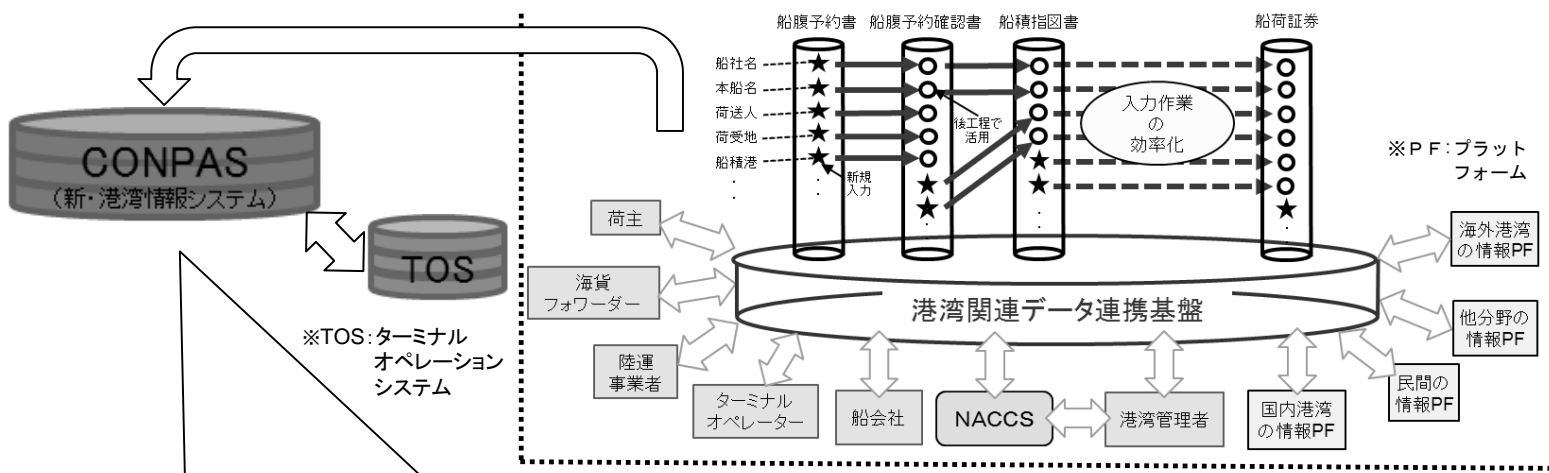 船腹予約書
船腹予約確認書
船積指図書
船荷証券
船社名
本船名
荷送人
荷受地
船積港
新規
入力
後工程で
活用
入力作業
の
効率化
※PF:プラット
フォーム
CONPAS
(新・港湾情報システム)
TOS
※TOS:ターミナル
オペレーション
システム
荷主
海貨
フォワーダー
陸運
事業者
ターミナル
オペレーター
船会社
NACCS
港湾管理者
国内港湾
の情報PF
民間の
情報PF
他分野の
情報PF
海外港湾
の情報PF
港湾関連データ連携基盤